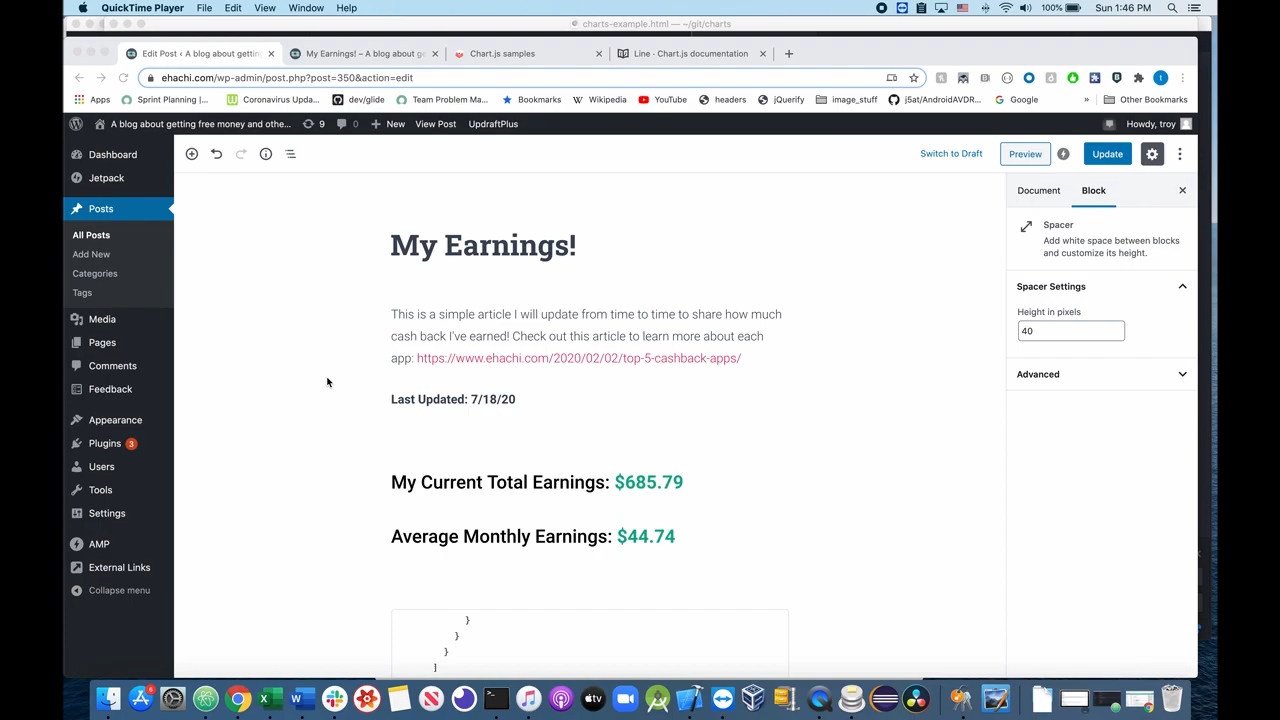 QuickTime Player File Edit View Window Help 100% Sun 1:46 PM
charts-example.html — ~/git/charts
Edit Post ‹ A blog about gettin My Earnings! – A blog about ge Chart.js samples Line · Chart.js documentation
ehachi.com/wp-admin/post.php?post=350&action=edit
Apps Sprint Planning |... Coronavirus Upda... dev/glide Team Problem Ma... Bookmarks Wikipedia YouTube headers jQuerify image_stuff j5at/AndroidAVDR... Google » Other Bookmarks
A blog about getting free money and othe... 9 0 New View Post UpdraftPlus Howdy, troy
Dashboard
Jetpack
Posts
All Posts
Add New
Categories
Tags
Media
Pages
Comments
Feedback
Appearance
Plugins 3
Users
Tools
Settings
AMP
External Links
Collapse menu
Switch to Draft Preview Update
My Earnings!
This is a simple article I will update from time to time to share how much
cash back I've earned! Check out this article to learn more about each
app: https://www.ehachi.com/2020/02/02/top-5-cashback-apps/
Last Updated: 7/18/20
My Current Total Earnings: $685.79
Average Monthly Earnings: $44.74
}
}
}
]
Document Block
Spacer
Add white space between blocks
and customize its height.
Spacer Settings
Height in pixels
40
Advanced